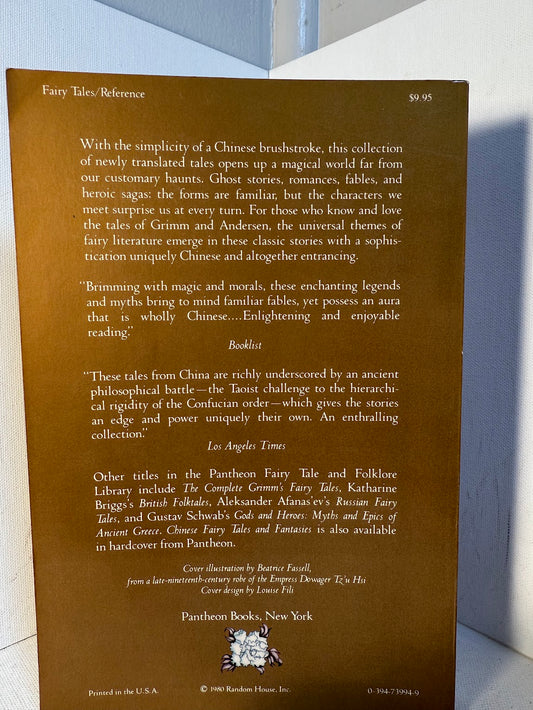 Fairy Tales/Reference
$9.95
With the simplicity of a Chinese brushstroke, this collection
of newly translated tales opens up a magical world far from
our customary haunts. Ghost stories, romances, fables, and
heroic sagas: the forms are familiar, but the characters we
meet surprise us at every turn. For those who know and love
the tales of Grimm and Andersen, the universal themes of
fairy literature emerge in these classic stories with a sophis-
tication uniquely Chinese and altogether entrancing.
"Brimming with magic and morals, these enchanting legends
and myths bring to mind familiar fables, yet possess an aura
that is wholly Chinese....Enlightening and enjoyable
reading."
Booklist
"These tales from China are richly underscored by an ancient
philosophical battle—the Taoist challenge to the hierarchi-
cal rigidity of the Confucian order—which gives the stories
an edge and power uniquely their own. An enthralling
collection."
Los Angeles Times
Other titles in the Pantheon Fairy Tale and Folklore
Library include The Complete Grimm's Fairy Tales, Katharine
Briggs's British Folktales, Aleksander Afanas'ev's Russian Fairy
Tales, and Gustav Schwab's Gods and Heroes: Myths and Epics of
Ancient Greece. Chinese Fairy Tales and Fantasies is also available
in hardcover from Pantheon.
Cover illustration by Beatrice Fassell,
from a late-nineteenth-century robe of the Empress Dowager Tz'u Hsi
Cover design by Louise Fili
Pantheon Books, New York
Printed in the U.S.A.
© 1980 Random House, Inc.
0-394-73994-9